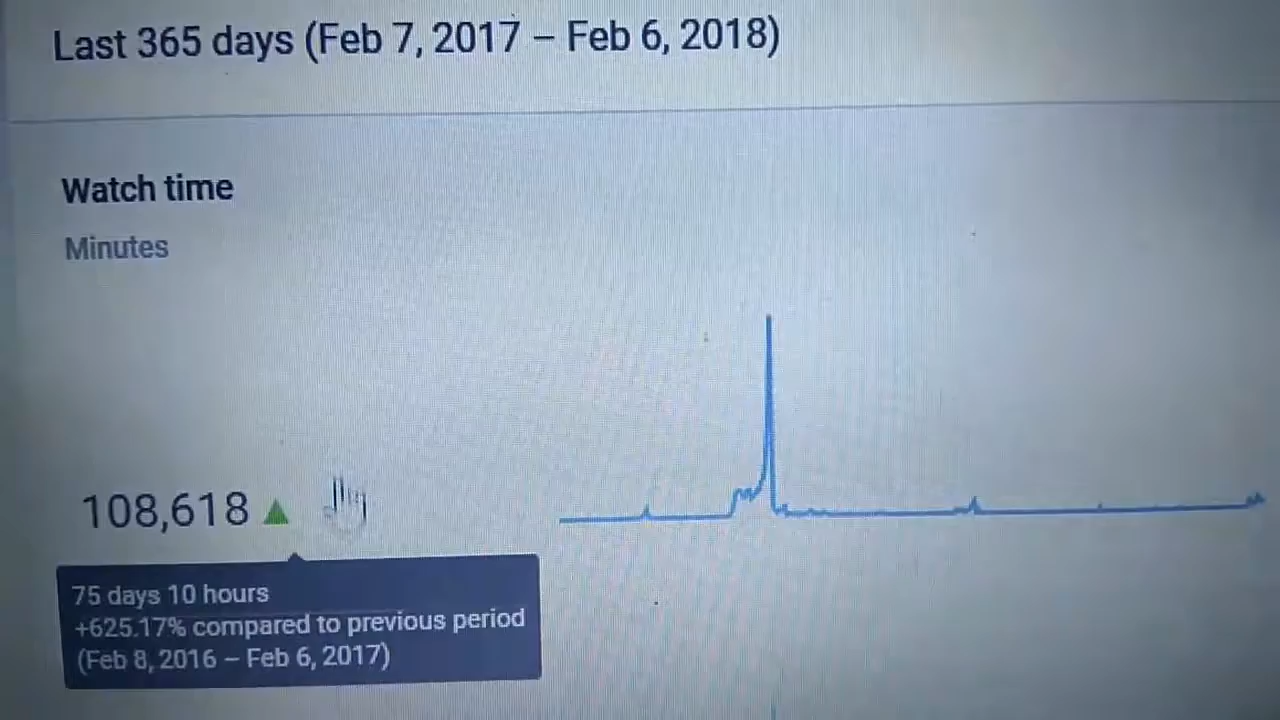 Last 365 days (Feb 7, 2017 – Feb 6, 2018)
Watch time
Minutes
108,618
75 days 10 hours
+625.17% compared to previous period
(Feb 8, 2016 – Feb 6, 2017)